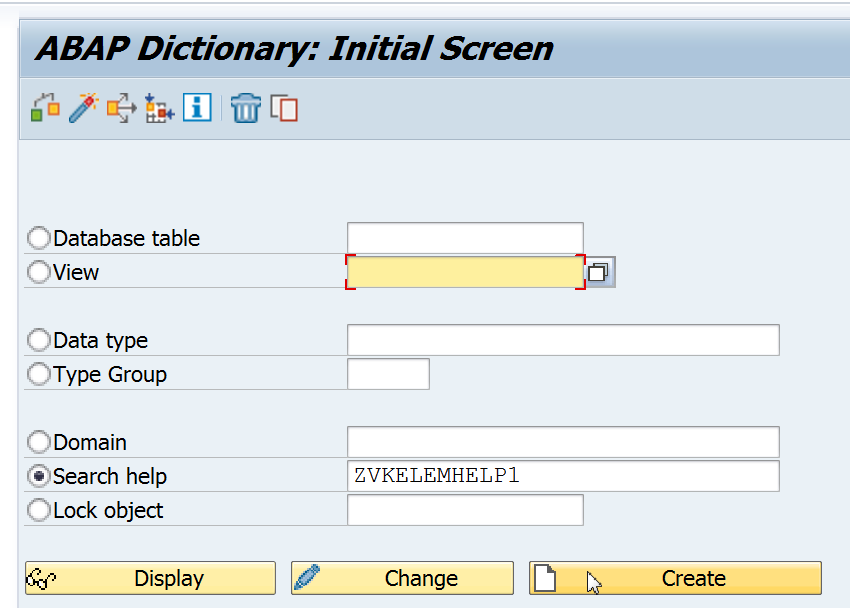 ABAP Dictionary: Initial Screen
Database table
View
Data type
Type Group
Domain
Search help ZVKELEMHELP1
Lock object
Display Change Create